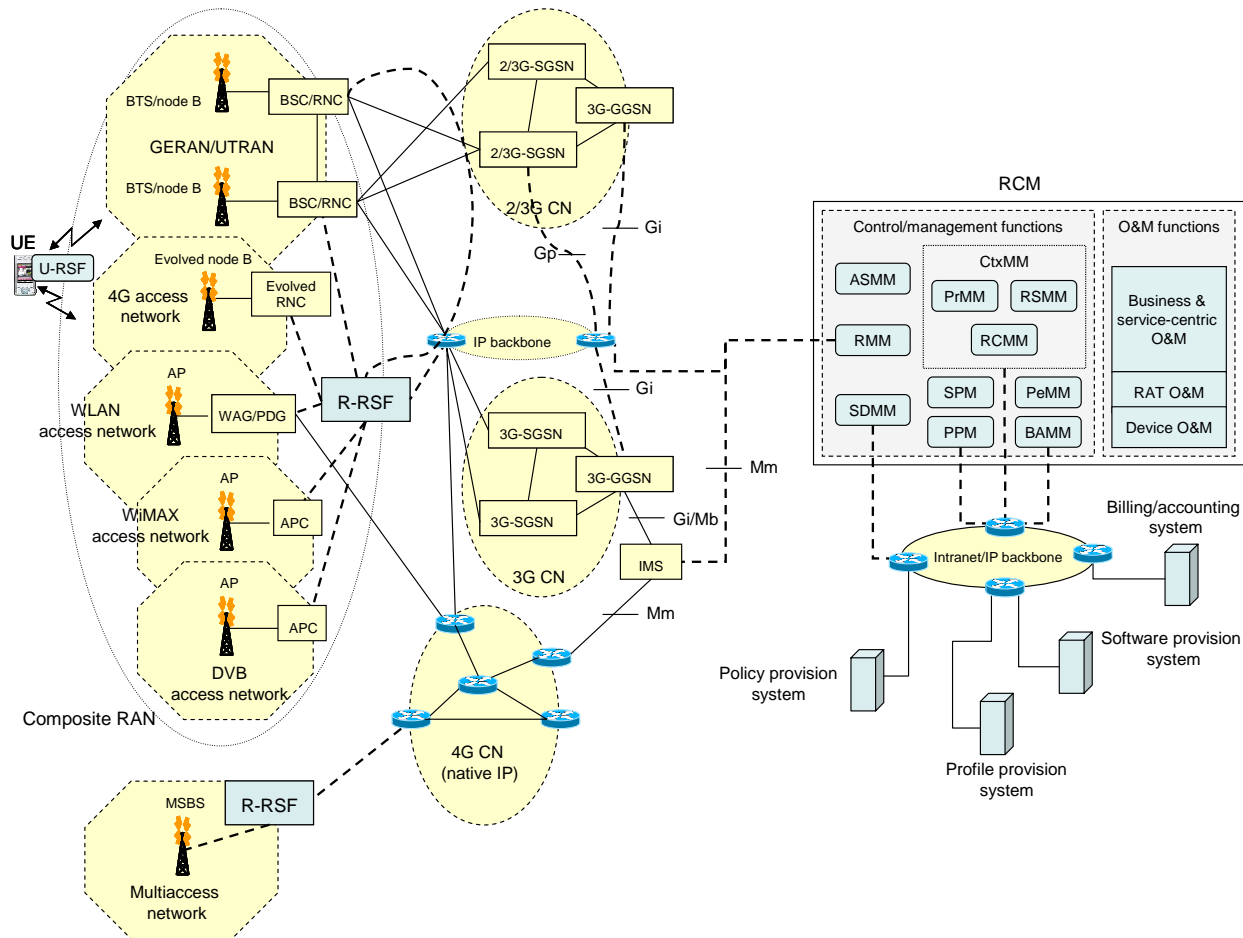 BTS/node B
BSC/RNC
GERAN/UTRAN
BTS/node B
BSC/RNC
UE
U-RSF
Evolved node B
4G access
network
Evolved
RNC
AP
WLAN
access network
WAG/PDG
R-RSF
AP
WiMAX
access network
APC
AP
APC
DVB
access network
Composite RAN
MSBS
R-RSF
Multiaccess
network
2/3G-SGSN
3G-GGSN
2/3G-SGSN
2/3G CN
Gi
Gp
IP backbone
Gi
3G-SGSN
3G-GGSN
3G-SGSN
Gi/Mb
3G CN
IMS
Mm
Mm
4G CN
(native IP)
RCM
Control/management functions
O&M functions
CtxMM
ASMM
PrMM
RSMM
RMM
RCMM
SPM
PeMM
SDMM
PPM
BAMM
Business &
service-centric
O&M
RAT O&M
Device O&M
Billing/accounting
system
Intranet/IP backbone
Software provision
system
Policy provision
system
Profile provision
system